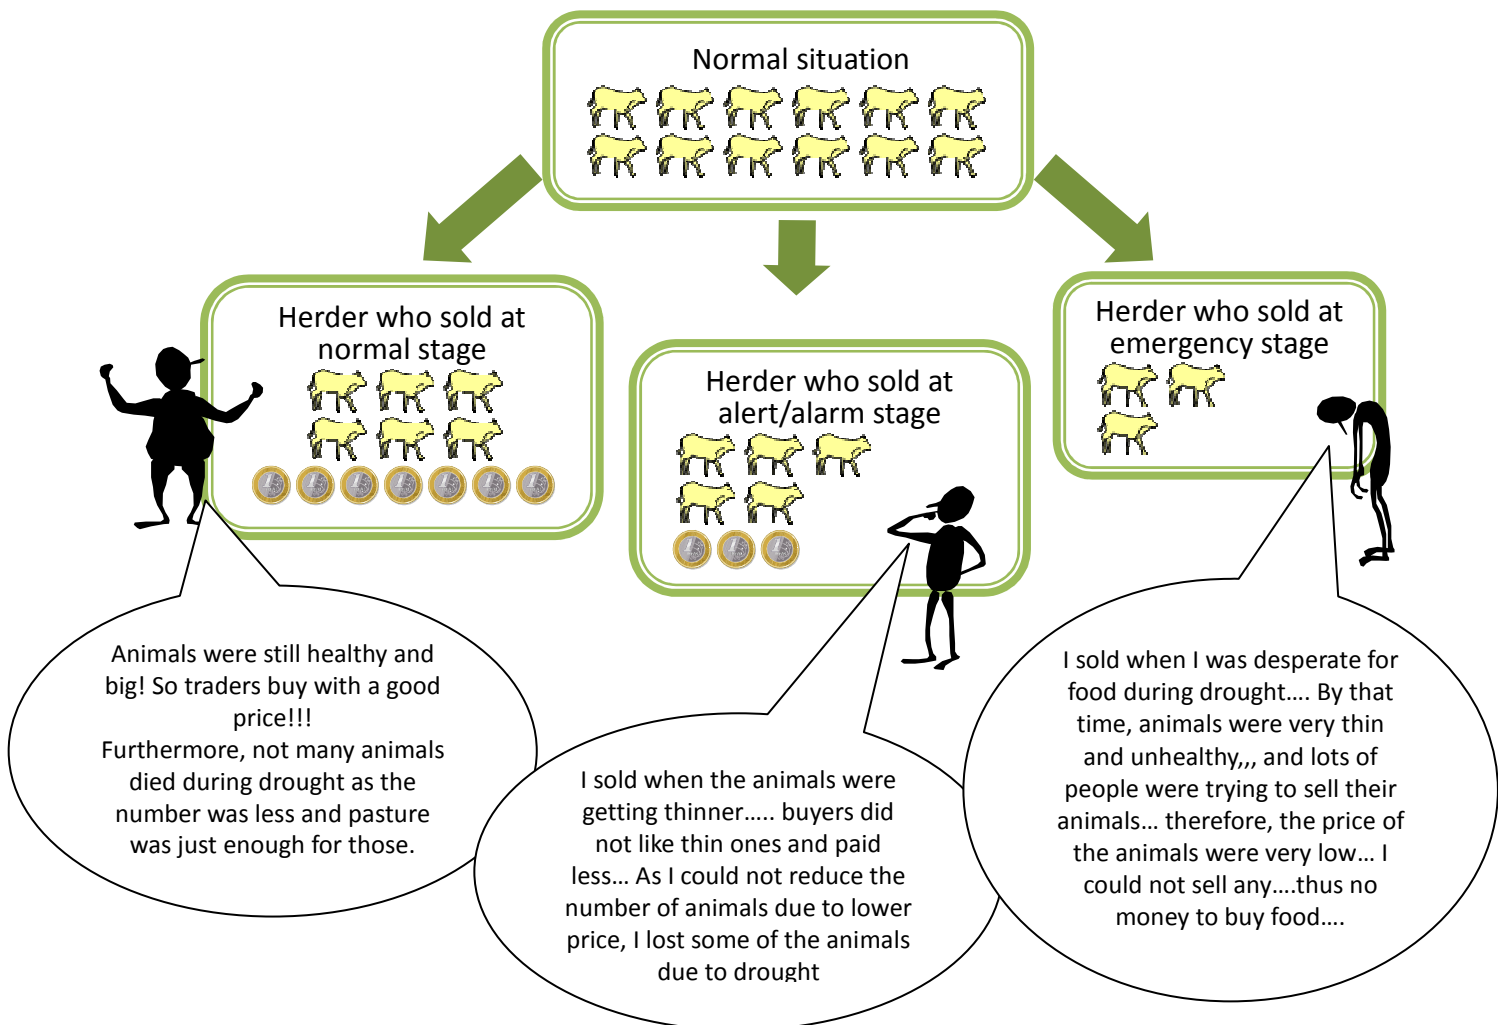 Normal situation
Herder who sold at
normal stage
Herder who sold at
alert/alarm stage
Herder who sold at
emergency stage
Animals were still healthy and
big! So traders buy with a good
price!!!
Furthermore, not many animals
died during drought as the
number was less and pasture
was just enough for those.
I sold when the animals were
getting thinner….. buyers did
not like thin ones and paid
less… As I could not reduce the
number of animals due to lower
price, I lost some of the animals
due to drought
I sold when I was desperate for
food during drought…. By that
time, animals were very thin
and unhealthy,,, and lots of
people were trying to sell their
animals… therefore, the price of
the animals were very low… I
could not sell any….thus no
money to buy food….